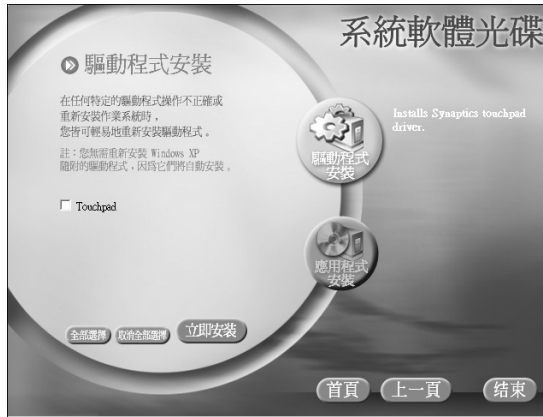 系統軟體光碟
驅動程式安裝
在任何特定的驅動程式操作不正確或
重新安裝作業系統時，
您皆可輕易地重新安裝驅動程式。
註：您無需重新安裝 Windows XP
隨附的驅動程式，因為它們將自動安裝。
Touchpad
全部選擇
取消全部選擇
立即安裝
驅動程式
安裝
Installs Synaptics touchpad
driver.
應用程式
安裝
首頁
上一頁
结束